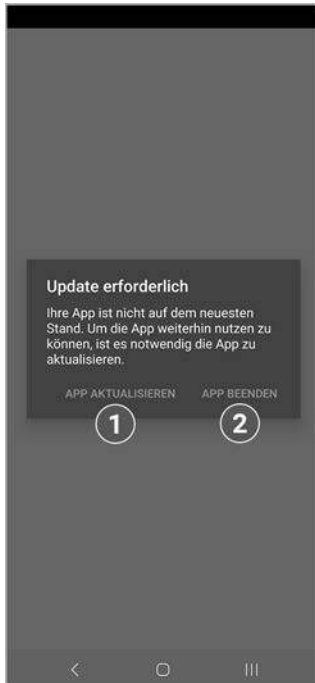 Update erforderlich
Ihre App ist nicht auf dem neuesten
Stand. Um die App weiterhin nutzen zu
können, ist es notwendig die App zu
aktualisieren.
APP AKTUALISIEREN APP BEENDEN
1 2